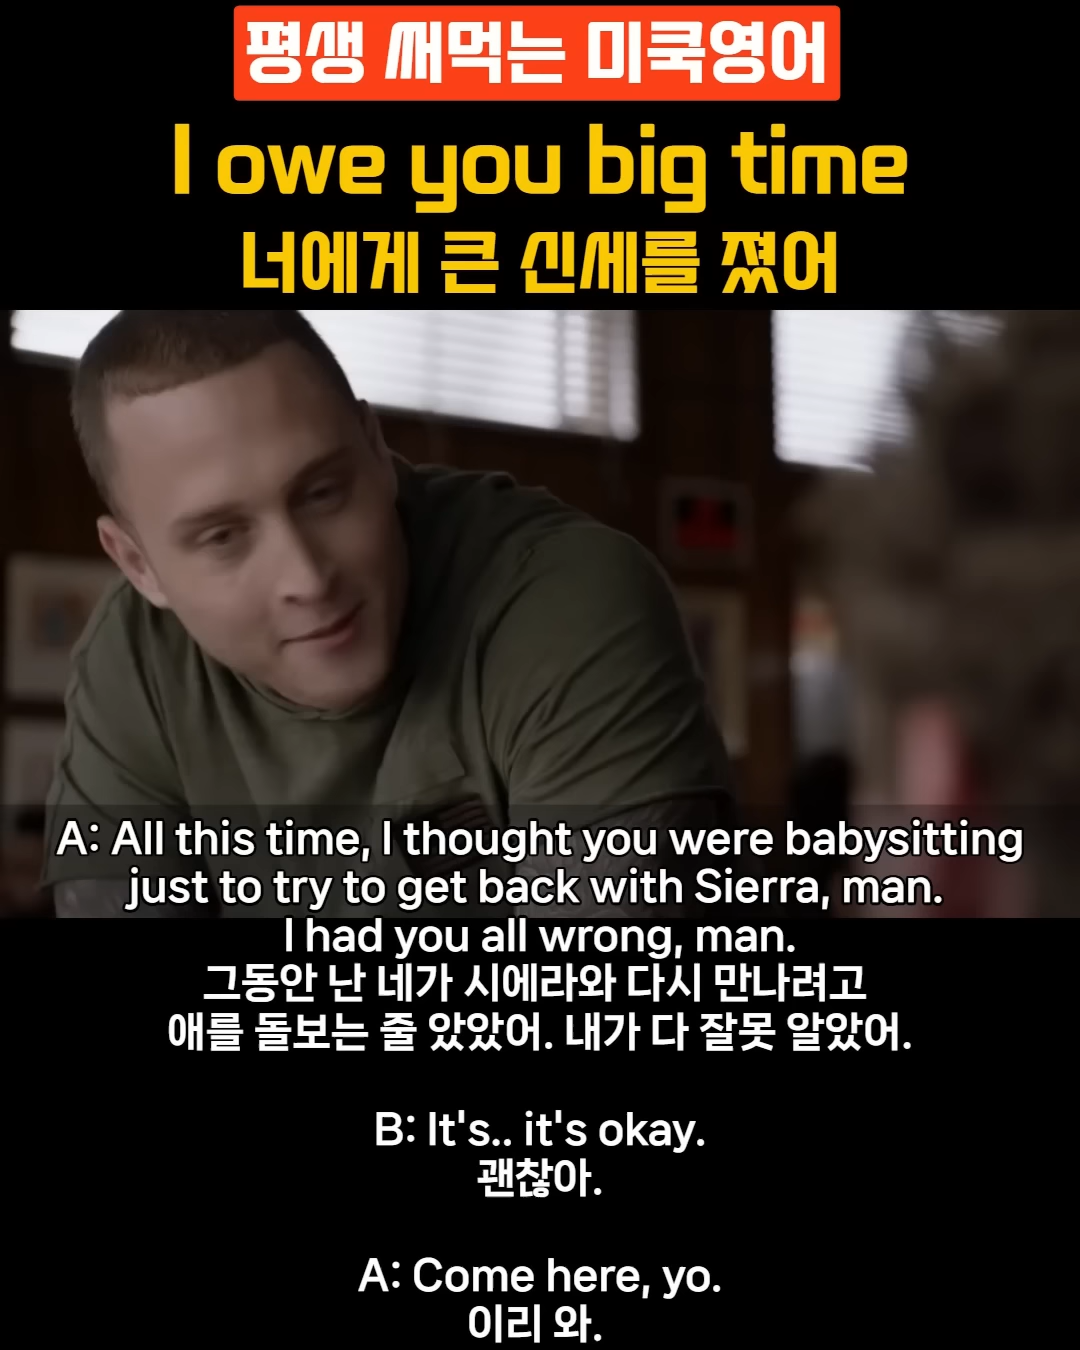 평생 써먹는 미국영어
I owe you big time
너에게 큰 신세를 졌어
A: All this time, I thought you were babysitting
just to try to get back with Sierra, man.
I had you all wrong, man.
그동안 난 네가 시에라와 다시 만나려고
애를 돌보는 줄 았았어. 내가 다 잘못 알았어.
B: It's.. it's okay.
괜찮아.
A: Come here, yo.
이리 와.